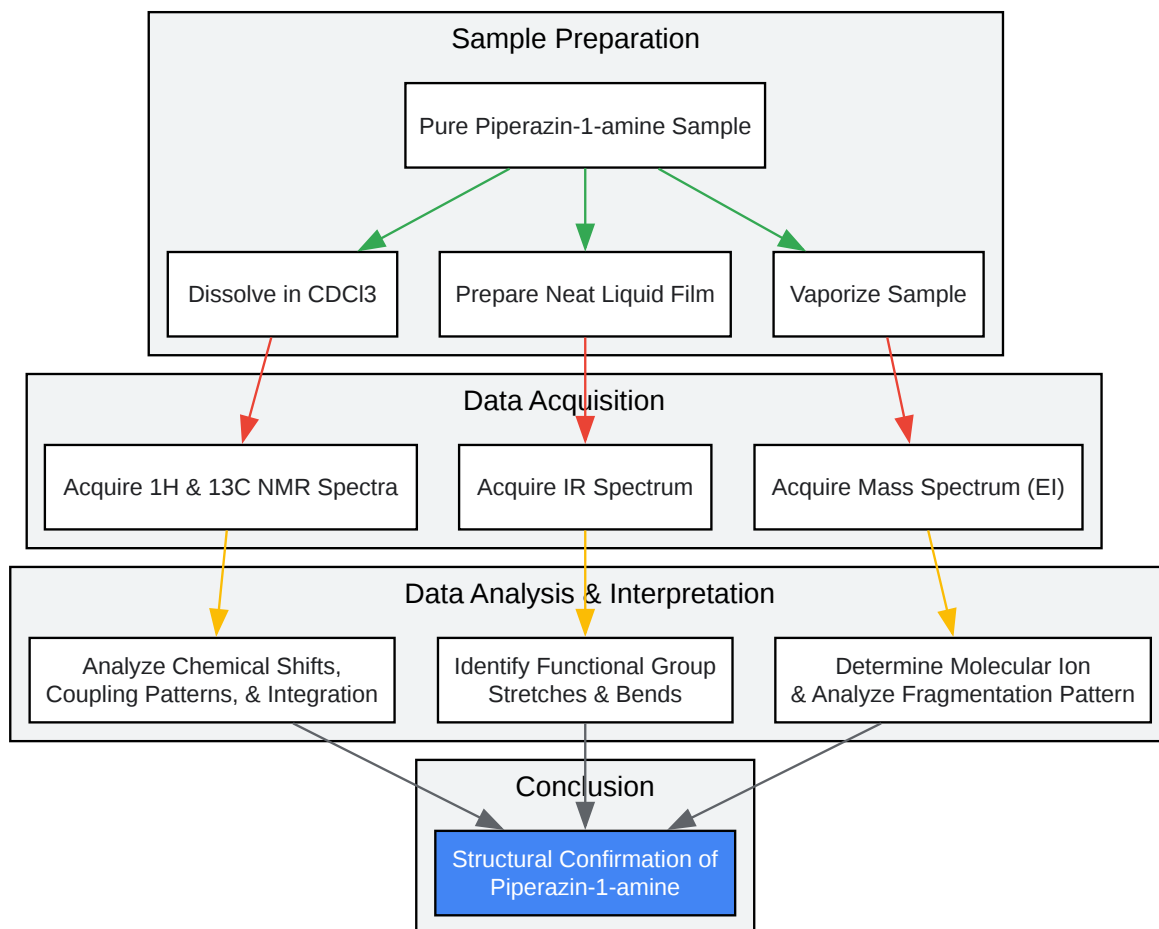 Sample Preparation
Pure Piperazin-1-amine Sample
Dissolve in CDCl3
Prepare Neat Liquid Film
Vaporize Sample
Data Acquisition
Acquire 1H & 13C NMR Spectra
Acquire IR Spectrum
Acquire Mass Spectrum (EI)
Data Analysis & Interpretation
Analyze Chemical Shifts,
Coupling Patterns, & Integration
Identify Functional Group
Stretches & Bends
Determine Molecular Ion
& Analyze Fragmentation Pattern
Conclusion
Structural Confirmation of
Piperazin-1-amine